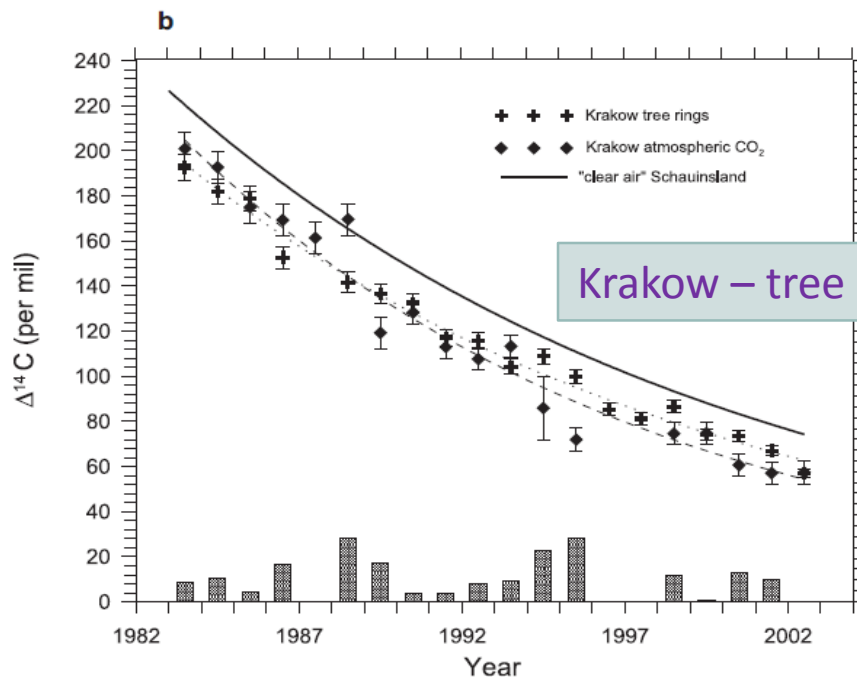 b
240
220
200
180
160
140
120
100
80
60
40
20
0
Δ¹⁴ C (per mil)
Krakow tree rings
Krakow atmospheric CO₂
"clear air" Schauinsland
Krakow – tree
1982
1987
1992
1997
2002
Year